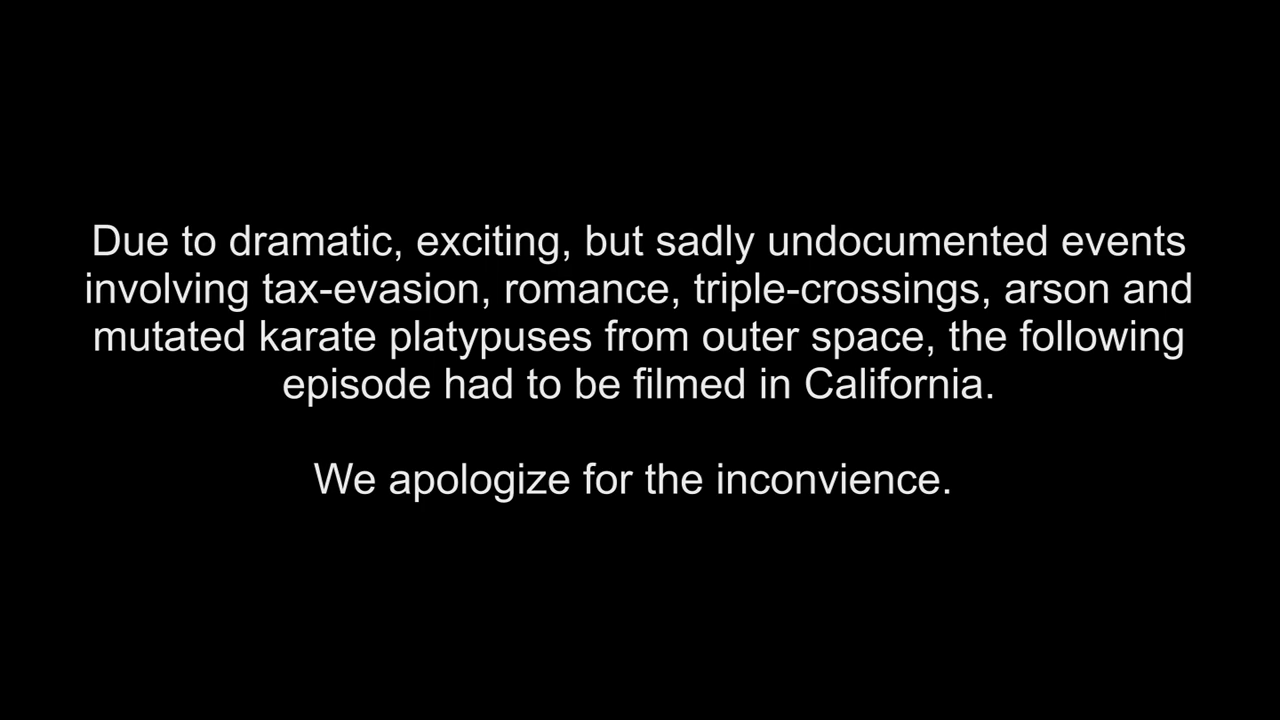 Due to dramatic, exciting, but sadly undocumented events
involving tax-evasion, romance, triple-crossings, arson and
mutated karate platypuses from outer space, the following
episode had to be filmed in California.
We apologize for the inconvience.